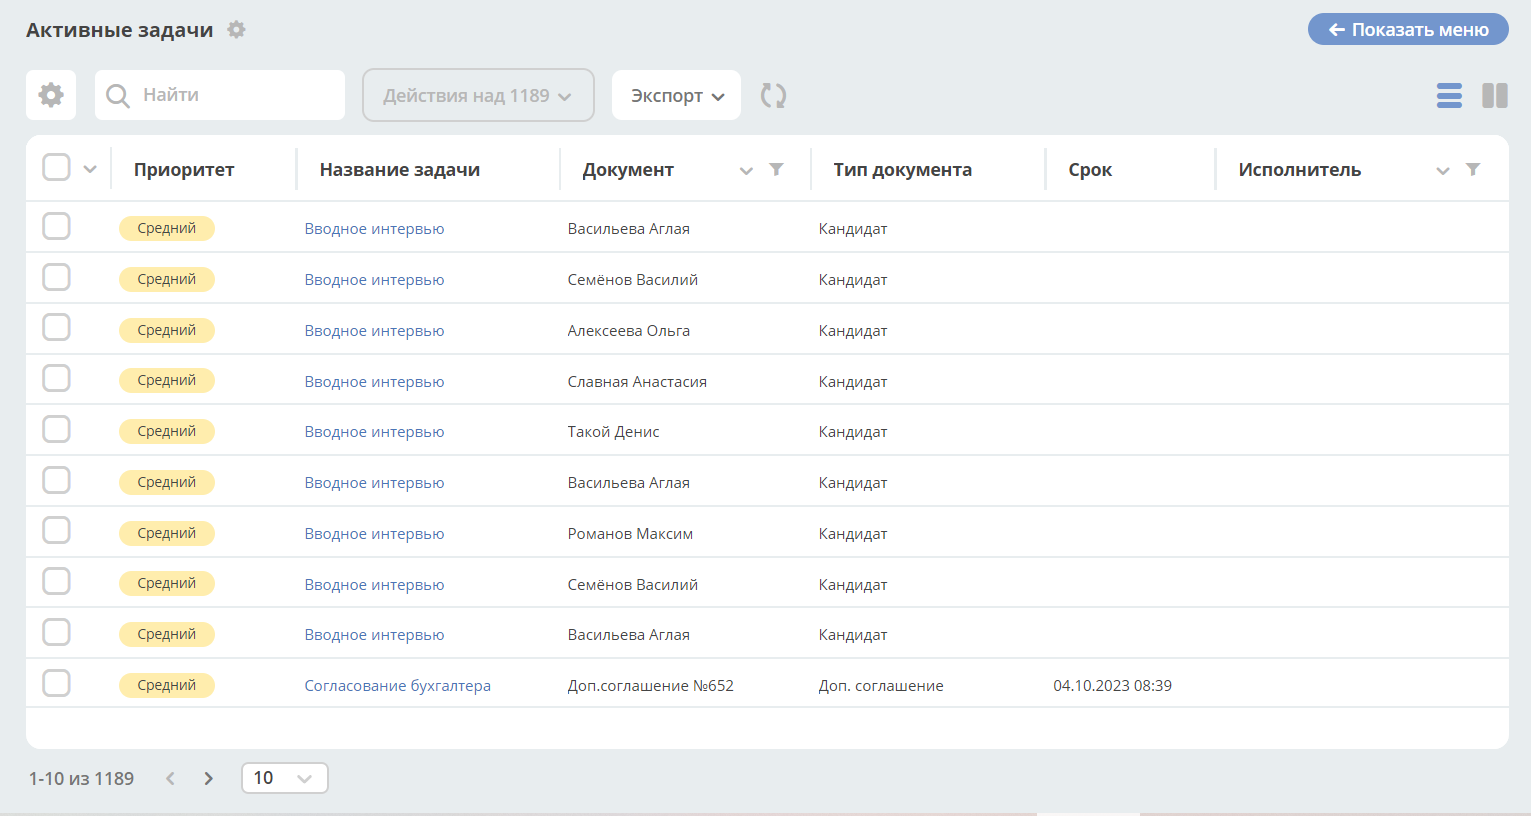 Активные задачи
Показать меню
Найти
Действия над 1189
Экспорт
Приоритет Название задачи Документ Тип документа Срок Исполнитель
Средний Вводное интервью Васильева Аглая Кандидат
Средний Вводное интервью Семёнов Василий Кандидат
Средний Вводное интервью Алексеева Ольга Кандидат
Средний Вводное интервью Славная Анастасия Кандидат
Средний Вводное интервью Такой Денис Кандидат
Средний Вводное интервью Васильева Аглая Кандидат
Средний Вводное интервью Романов Максим Кандидат
Средний Вводное интервью Семёнов Василий Кандидат
Средний Вводное интервью Васильева Аглая Кандидат
Средний Согласование бухгалтера Доп.соглашение №652 Доп. соглашение 04.10.2023 08:39
1-10 из 1189
10